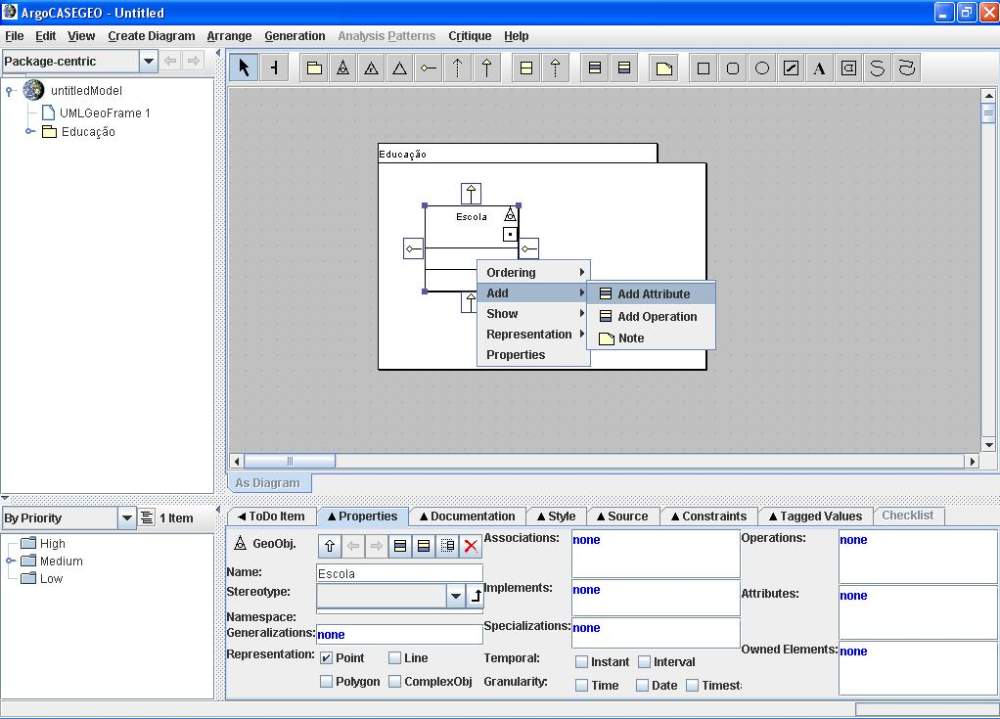 ArgoCASEGEO - Untitled
File Edit View Create Diagram Arrange Generation Analysis Patterns Critique Help
Package-centric
untitledModel
UMLGeoFrame 1
Educação
A
Educação
Escola
Ordering
Add
Show
Representation
Properties
Add Attribute
Add Operation
Note
As Diagram
By Priority 1 Item
High
Medium
Low
ToDo Item Properties Documentation Style Source Constraints Tagged Values Checklist
GeoObj.
Name: Escola
Stereotype:
Namespace:
Generalizations: none
Representation: Point Line
Polygon ComplexObj
Associations: none
Implements: none
Specializations: none
Temporal: Instant Interval
Granularity: Time Date Timest
Operations: none
Attributes: none
Owned Elements: none